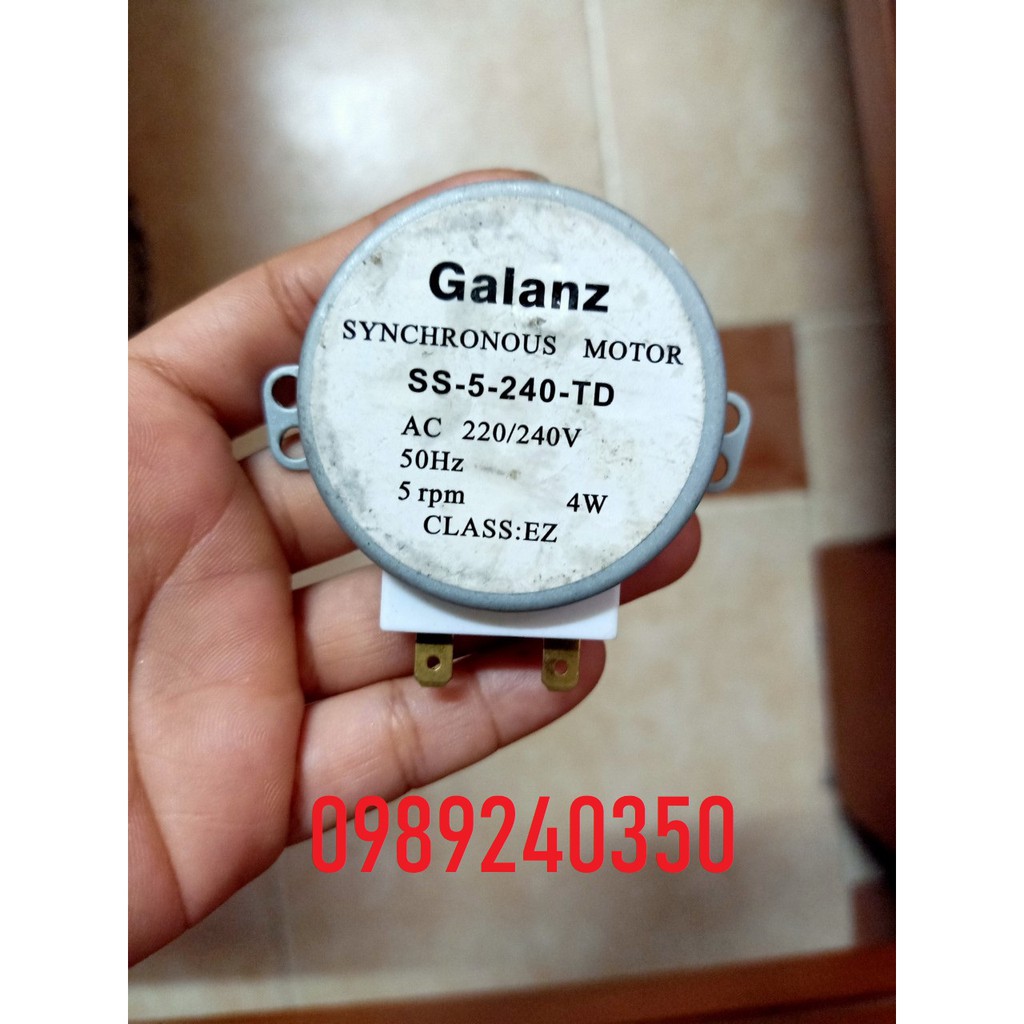 Galanz
SYNCHRONOUS MOTOR
SS-5-240-TD
AC 220/240V
50Hz
5 rpm 4W
CLASS:EZ
0989240350